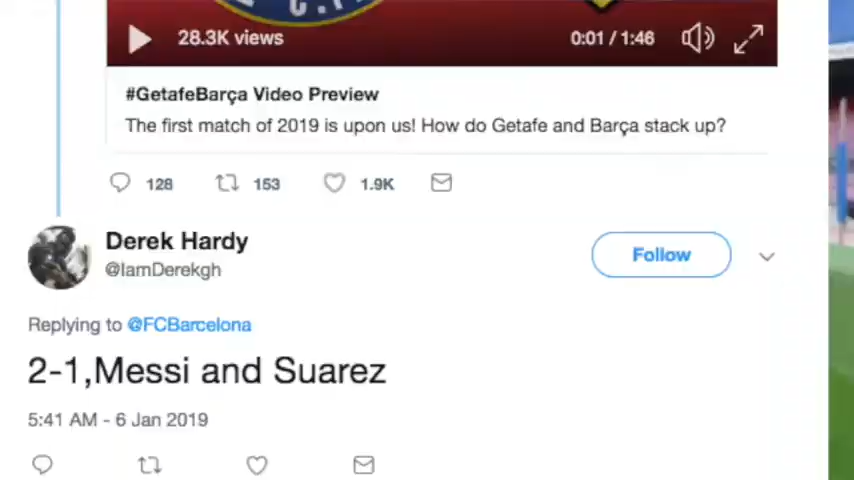 28.3K views 0:01 / 1:46
#GetafeBarça Video Preview
The first match of 2019 is upon us! How do Getafe and Barça stack up?
128 153 1.9K
Derek Hardy
@IamDerekgh
Follow
Replying to @FCBarcelona
2-1,Messi and Suarez
5:41 AM - 6 Jan 2019